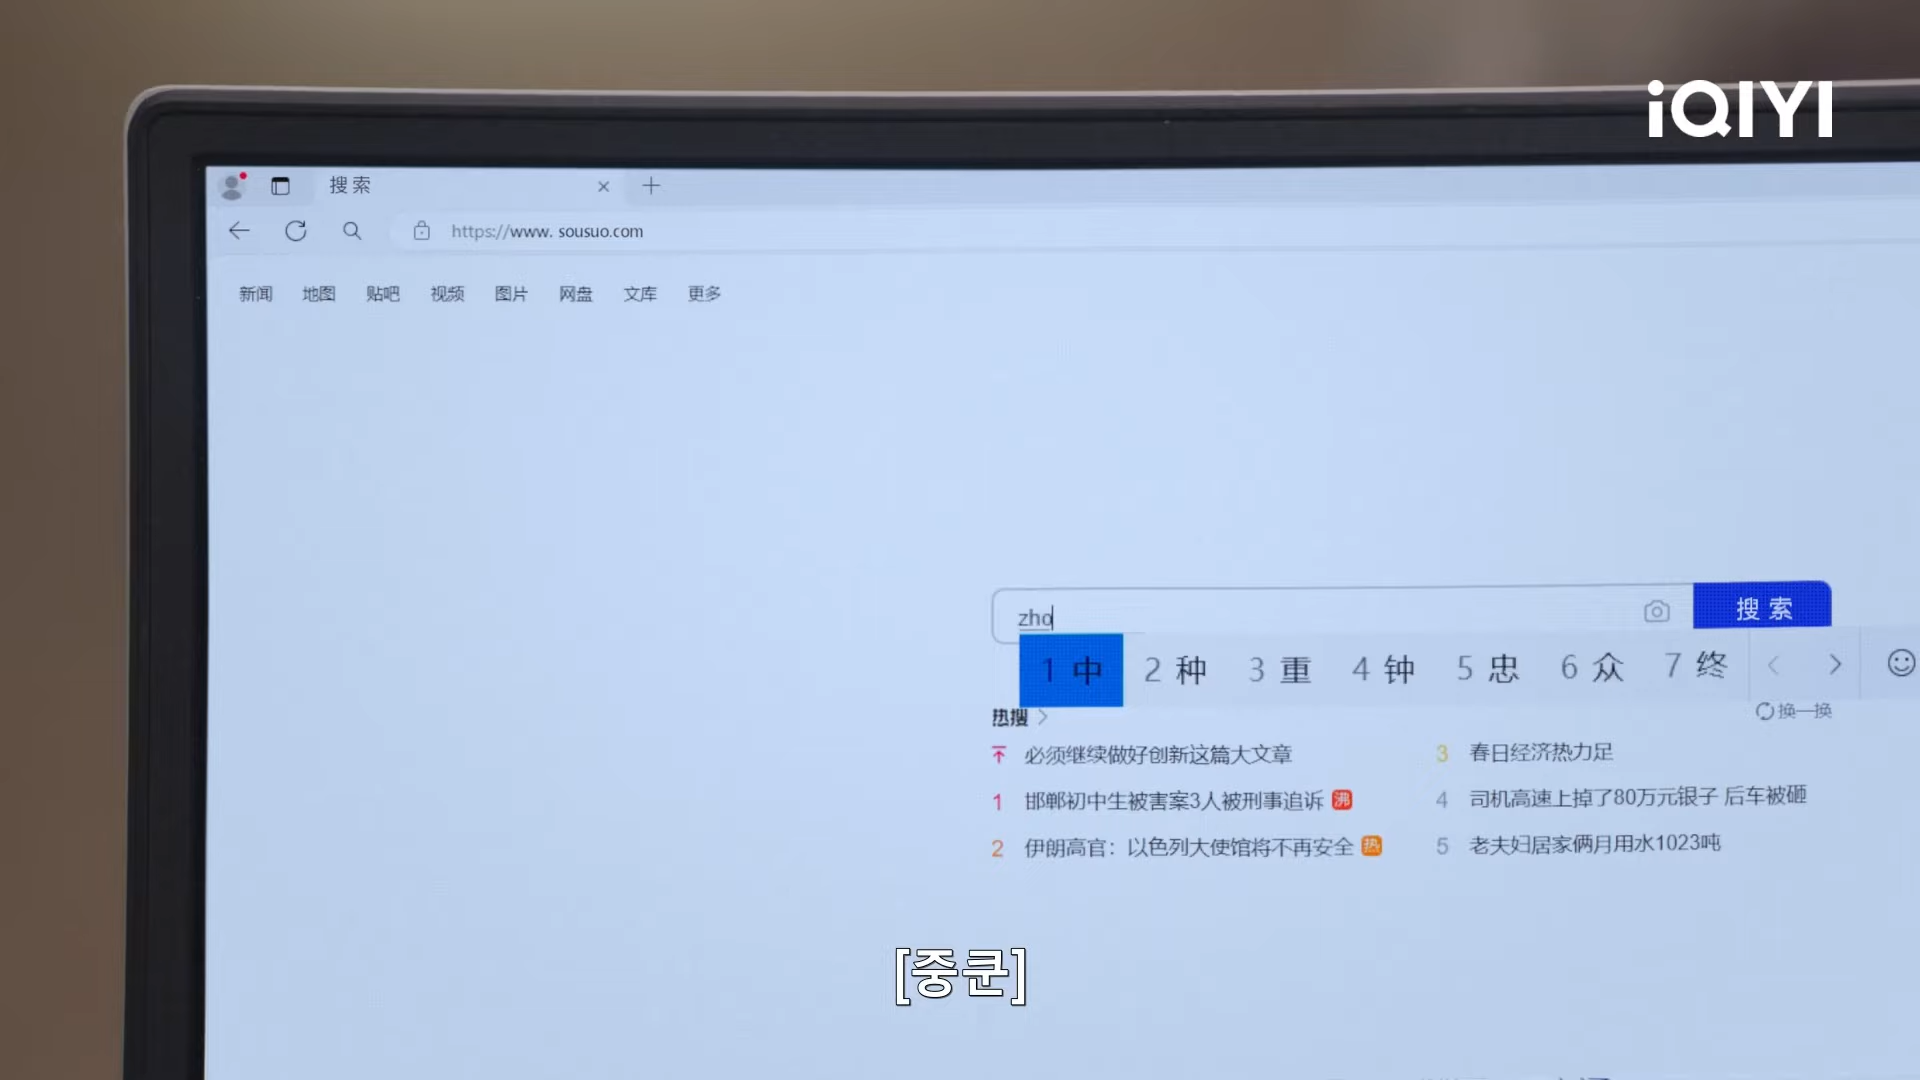 iQIYI
搜索
https://www. sousuo.com
新闻 地图 贴吧 视频 图片 网盘 文库 更多
zho
搜索
1 中 2 种 3 重 4 钟 5 忠 6 众 7 终
热搜
换一换
必须继续做好创新这篇大文章
1 邯郸初中生被害案3人被刑事追诉 沸
2 伊朗高官：以色列大使馆将不再安全 热
3 春日经济热力足
4 司机高速上掉了80万元银子 后车被砸
5 老夫妇居家俩月用水1023吨
[중쿤]